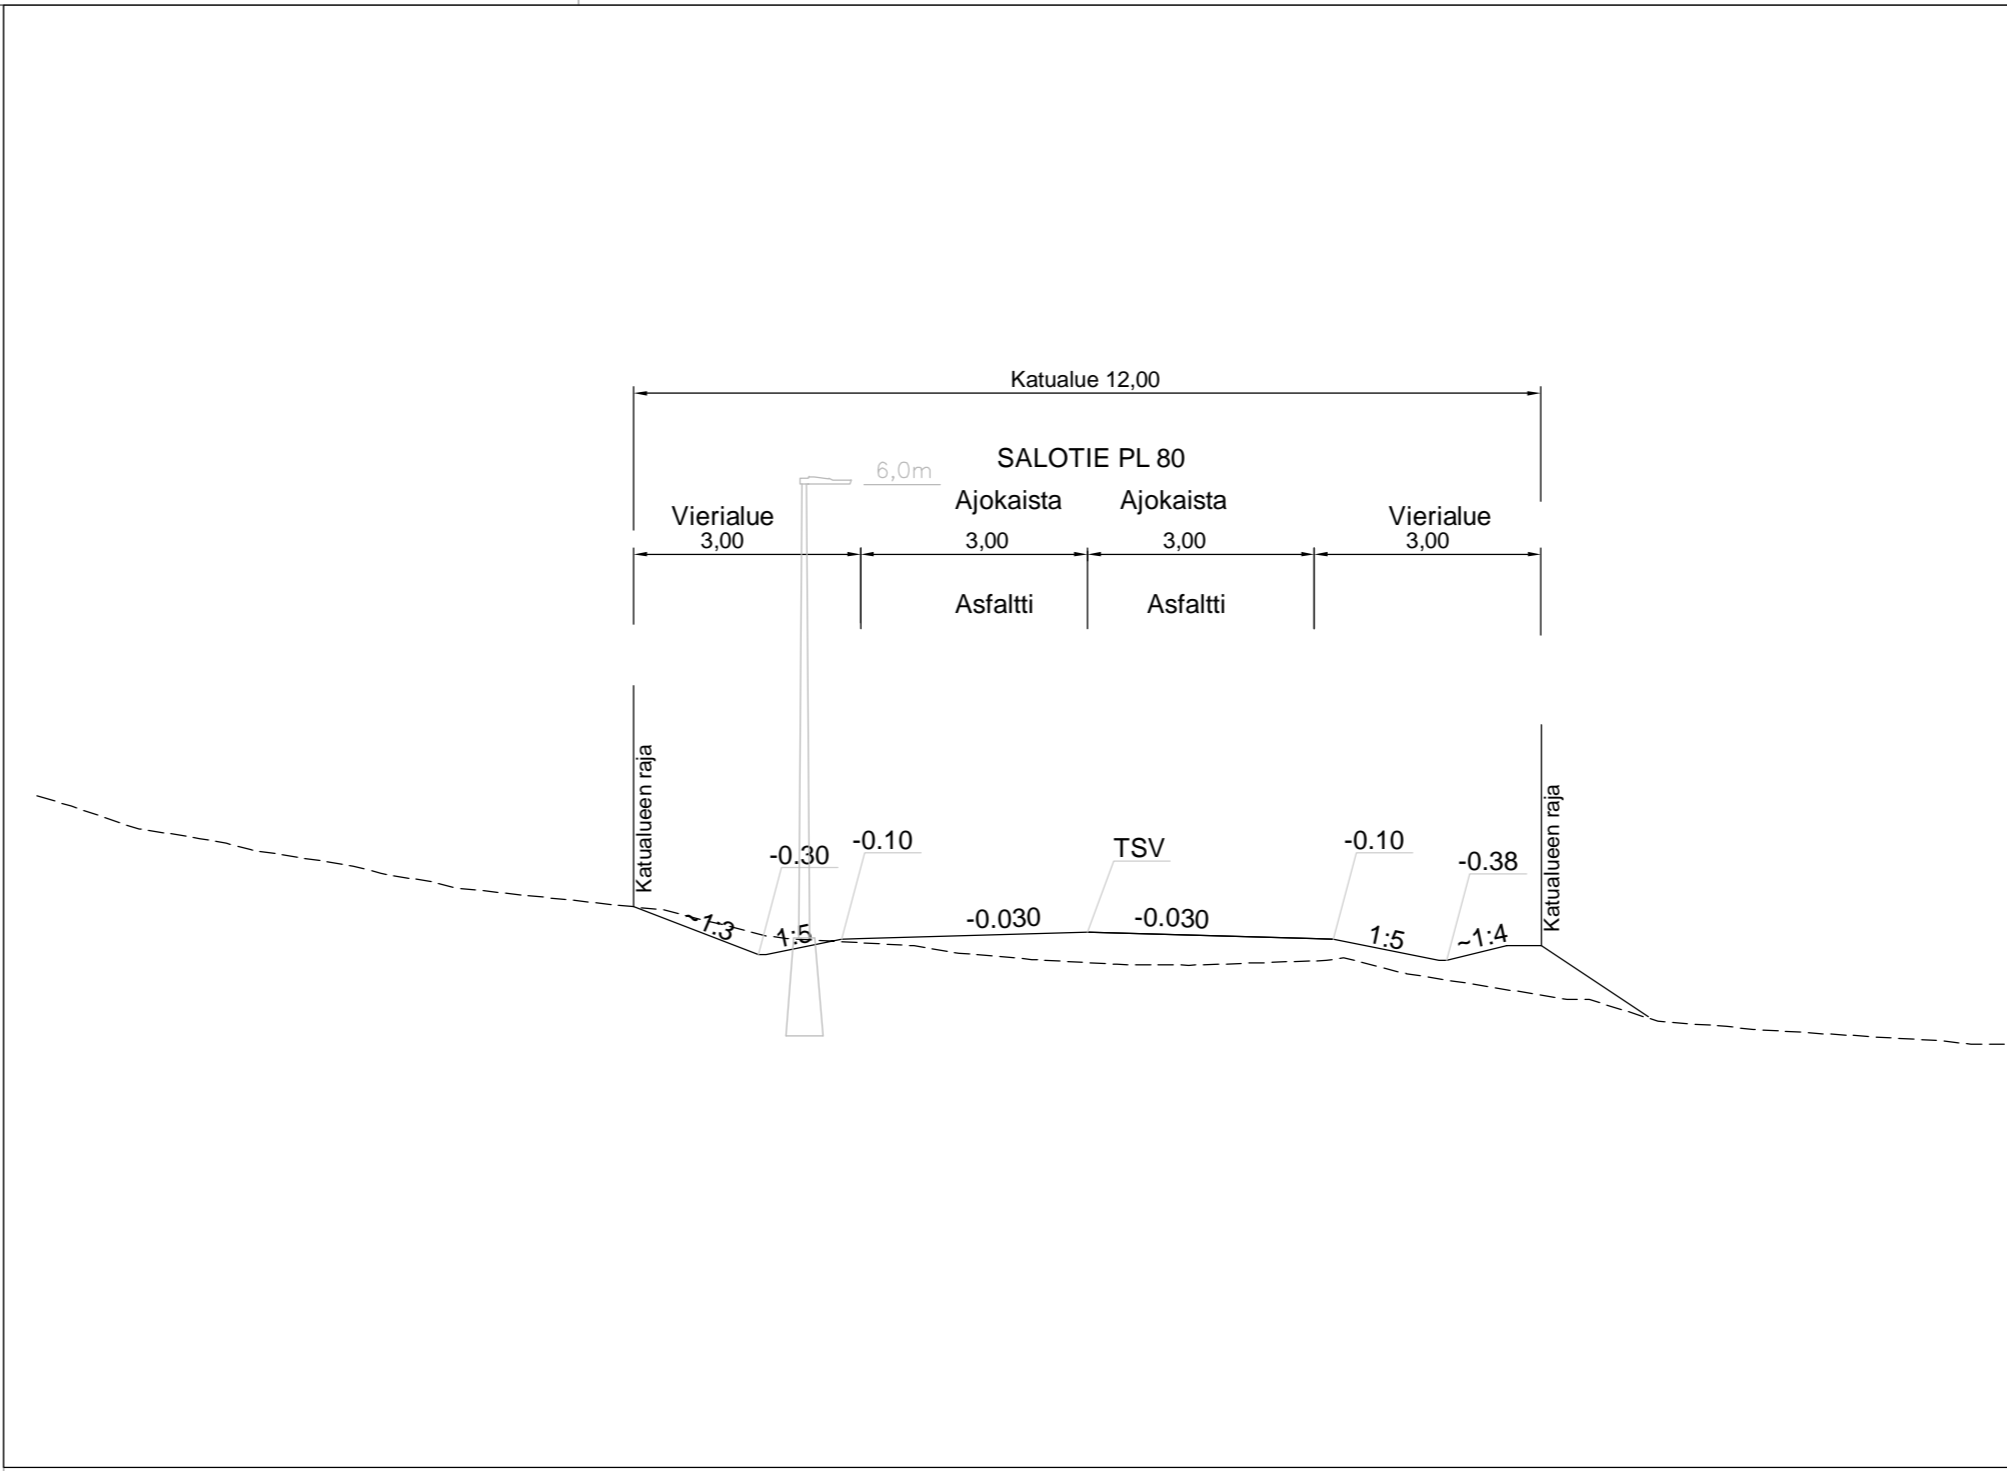 Katualue 12,00
SALOTIE PL 80
6,0m
Ajokaista Ajokaista
Vierialue Vierialue
3,00 3,00 3,00 3,00
Asfaltti Asfaltti
Katualueen raja
Katualueen raja
-0.30 -0.10 TSV -0.10 -0.38
~1:3 1:5 -0.030 -0.030 1:5 ~1:4